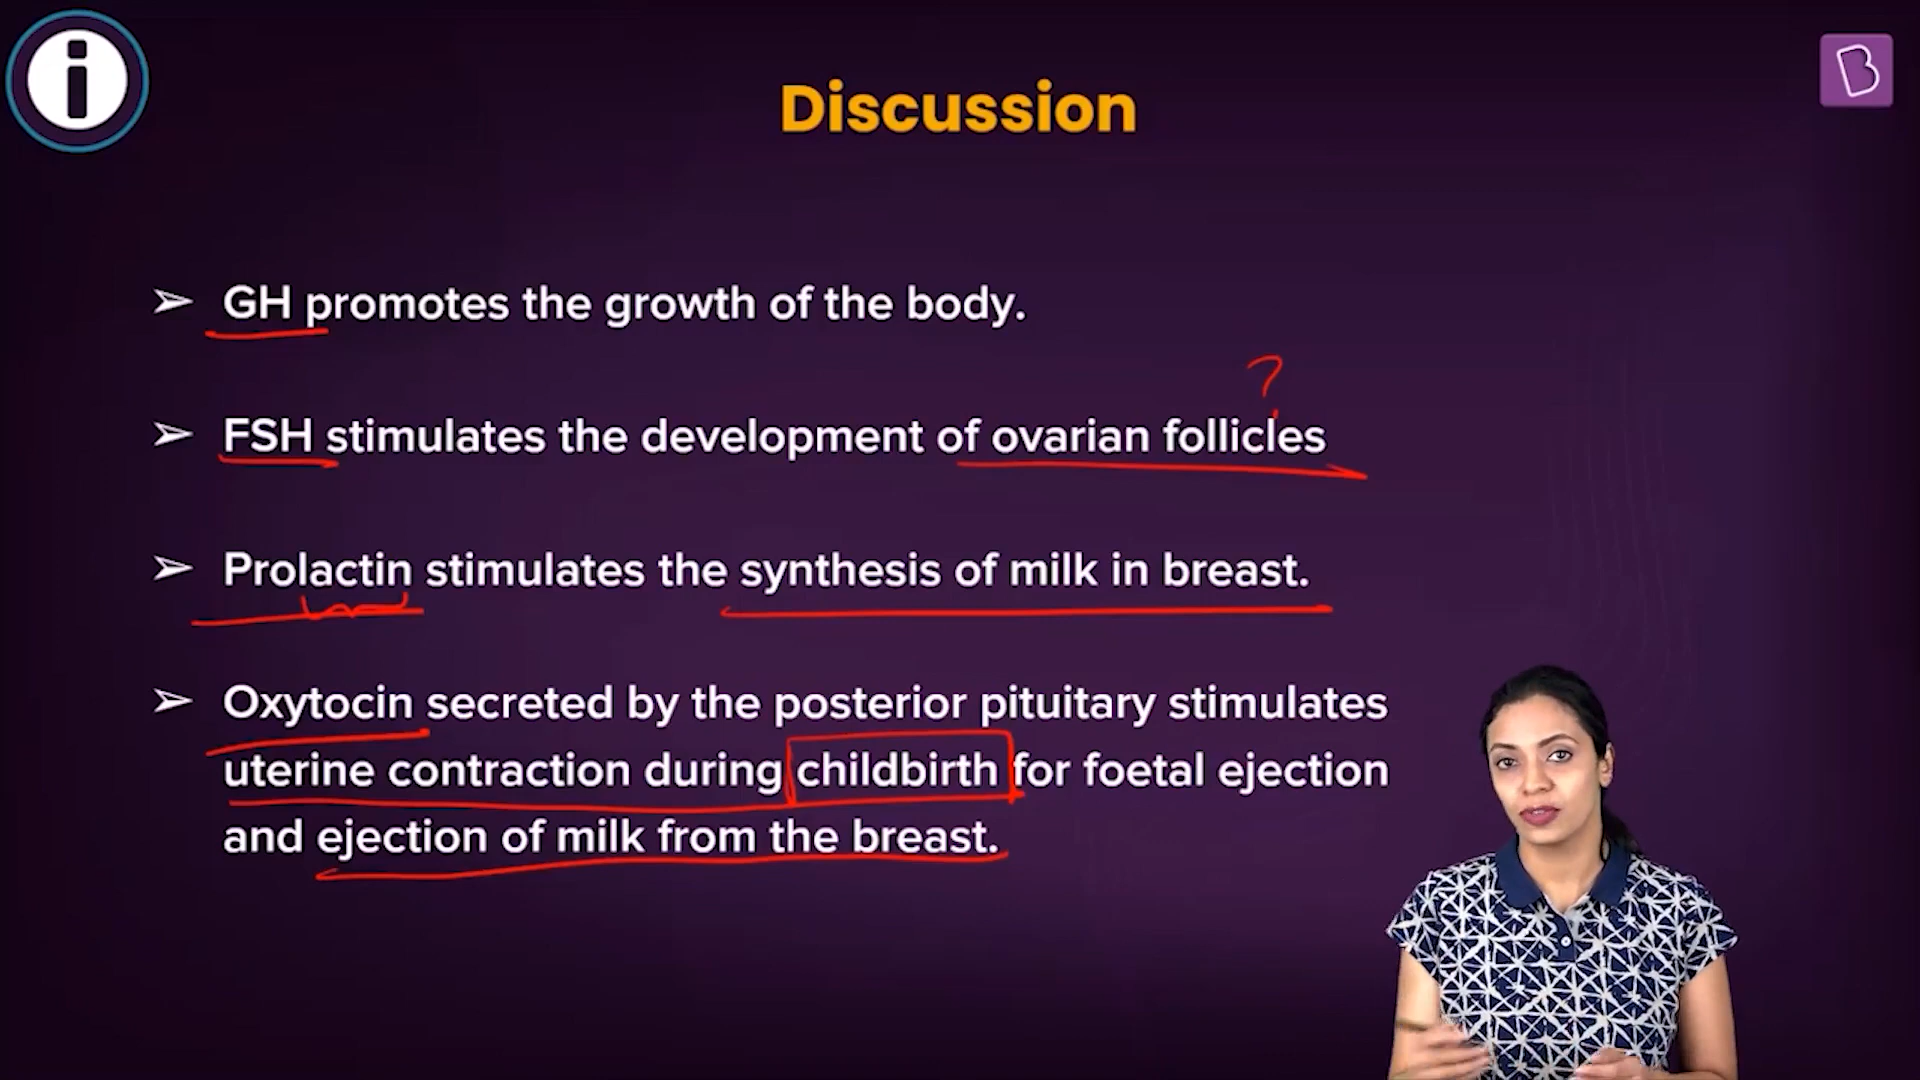 Discussion
➢ GH promotes the growth of the body.
?
➢ FSH stimulates the development of ovarian follicles
➢ Prolactin stimulates the synthesis of milk in breast.
➢ Oxytocin secreted by the posterior pituitary stimulates
uterine contraction during childbirth for foetal ejection
and ejection of milk from the breast.